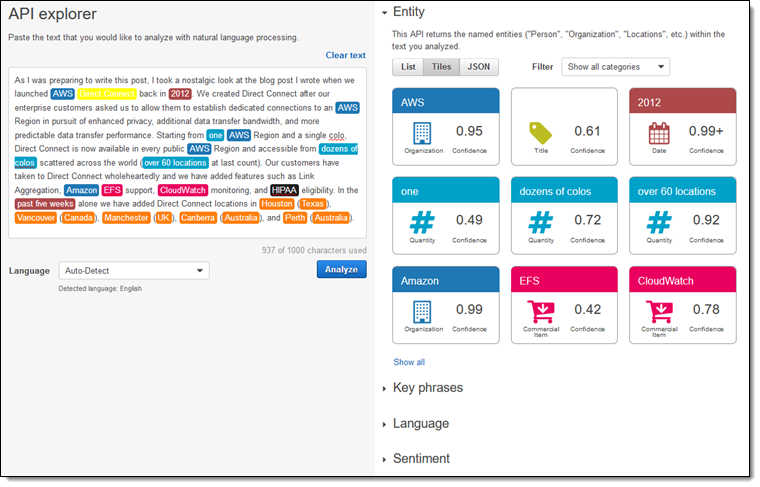 API explorer
Paste the text that you would like to analyze with natural language processing.
Clear text
As I was preparing to write this post, I took a nostalgic look at the blog post I wrote when we
launched AWS Direct Connect back in 2012. We created Direct Connect after our
enterprise customers asked us to allow them to establish dedicated connections to an AWS
Region in pursuit of enhanced privacy, additional data transfer bandwidth, and more
predictable data transfer performance. Starting from one AWS Region and a single colo,
Direct Connect is now available in every public AWS Region and accessible from dozens of
colos scattered across the world (over 60 locations at last count). Our customers have
taken to Direct Connect wholeheartedly and we have added features such as Link
Aggregation, Amazon EFS support, CloudWatch monitoring, and HIPAA eligibility. In the
past five weeks alone we have added Direct Connect locations in Houston (Texas),
Vancouver (Canada), Manchester (UK), Canberra (Australia), and Perth (Australia).
937 of 1000 characters used
Language Auto-Detect Analyze
Detected language: English
Entity
This API returns the named entities ("Person", "Organization", "Locations", etc.) within the
text you analyzed.
List Tiles JSON Filter Show all categories
AWS 2012
0.95 0.61 0.99+
Organization Confidence Title Confidence Date Confidence
one dozens of colos over 60 locations
# 0.49 # 0.72 # 0.92
Quantity Confidence Quantity Confidence Quantity Confidence
Amazon EFS CloudWatch
0.99 0.42 0.78
Organization Confidence Commercial Item Confidence Commercial Item Confidence
Show all
Key phrases
Language
Sentiment